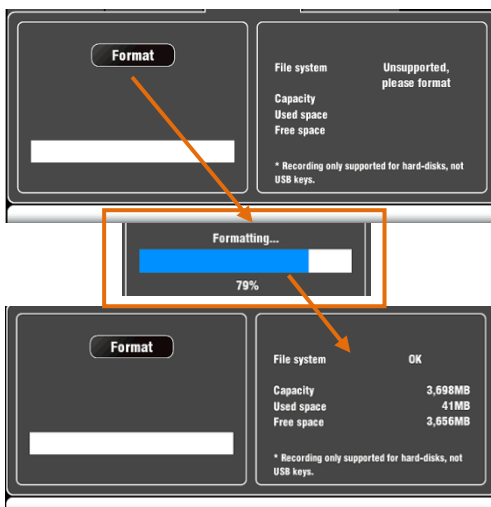 Format
File system Unsupported,
please format
Capacity
Used space
Free space
* Recording only supported for hard-disks, not
USB keys.
Formatting...
79%
Format
File system OK
Capacity 3,698MB
Used space 41MB
Free space 3,656MB
* Recording only supported for hard-disks, not
USB keys.